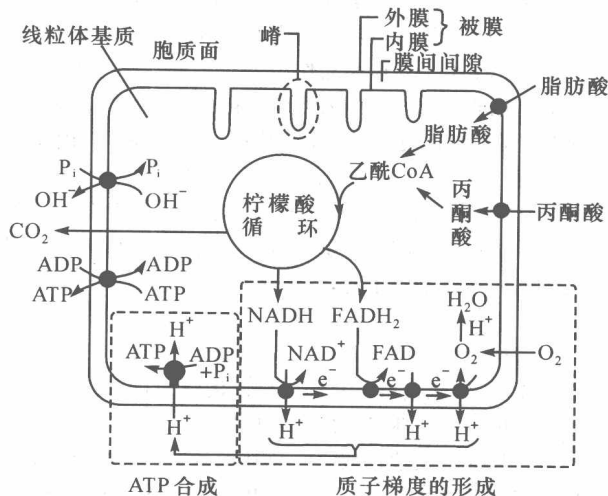 外膜
内膜
被膜
膜间间隙
嵴
线粒体基质
胞质面
脂肪酸
脂肪酸
乙酰CoA
丙酮酸
丙酮酸
柠檬酸循环
Pi
Pi
OH⁻
OH⁻
CO₂
ADP
ADP
ATP
ATP
NADH
FADH₂
H₂O
H⁺
NAD⁺
FAD
O₂
O₂
e⁻
e⁻
e⁻
H⁺
ATP
ADP
+Pi
H⁺
H⁺
H⁺
H⁺
ATP合成
质子梯度的形成